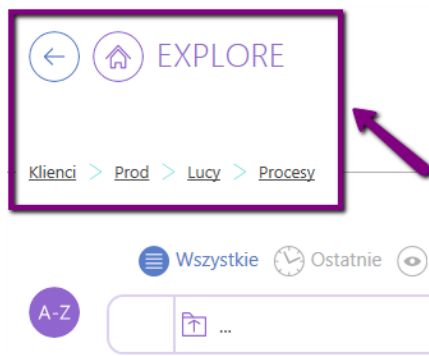 EXPLORE
Klienci > Prod > Lucy > Procesy
Wszystkie Ostatnie
A-Z
...